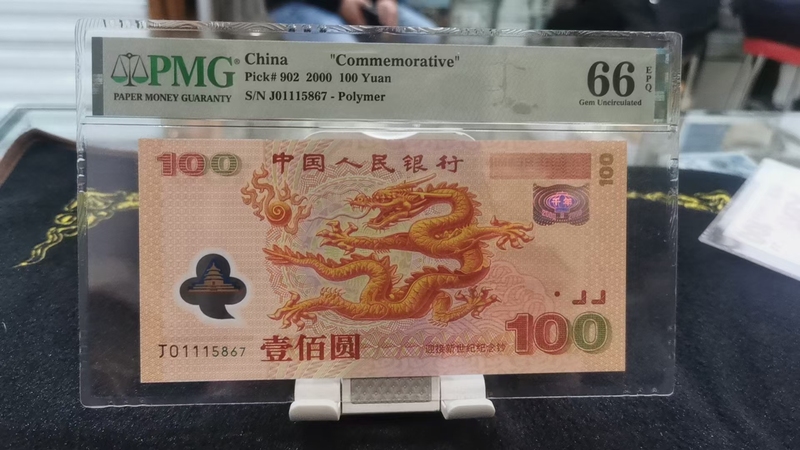 PMG
PAPER MONEY GUARANTY
China "Commemorative"
Pick# 902 2000 100 Yuan
S/N J01115867 - Polymer
66
EPQ
Gem Uncirculated
100
中国人民银行
100
千年
J01115867
壹佰圆
迎接新世纪纪念钞
100